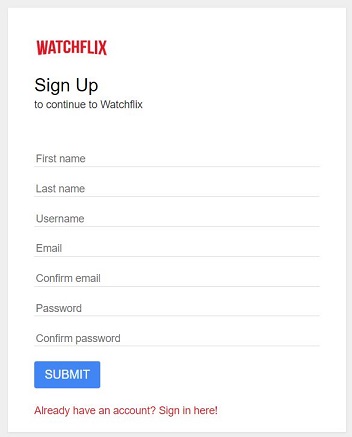 WATCHFLIX
Sign Up
to continue to Watchflix
First name
Last name
Username
Email
Confirm email
Password
Confirm password
SUBMIT
Already have an account? Sign in here!